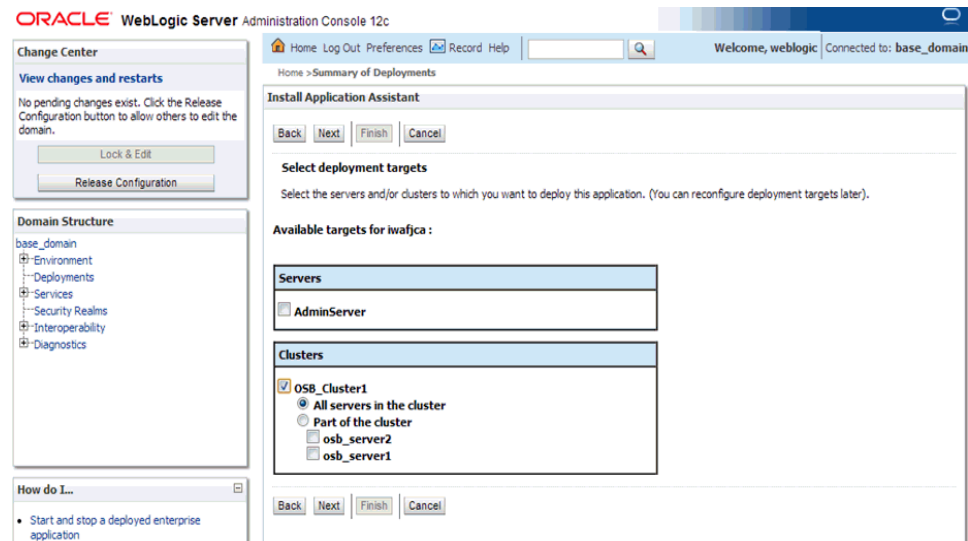 ORACLE WebLogic Server Administration Console 12c
Change Center
View changes and restarts
No pending changes exist. Click the Release
Configuration button to allow others to edit the
domain.
Lock & Edit
Release Configuration
Domain Structure
base_domain
Environment
Deployments
Services
Security Realms
Interoperability
Diagnostics
How do I...
Start and stop a deployed enterprise
application
Home Log Out Preferences Record Help
Welcome, weblogic Connected to: base_domain
Home >Summary of Deployments
Install Application Assistant
Back Next Finish Cancel
Select deployment targets
Select the servers and/or clusters to which you want to deploy this application. (You can reconfigure deployment targets later).
Available targets for iwafjca :
Servers
AdminServer
Clusters
OSB_Cluster1
All servers in the cluster
Part of the cluster
osb_server2
osb_server1
Back Next Finish Cancel